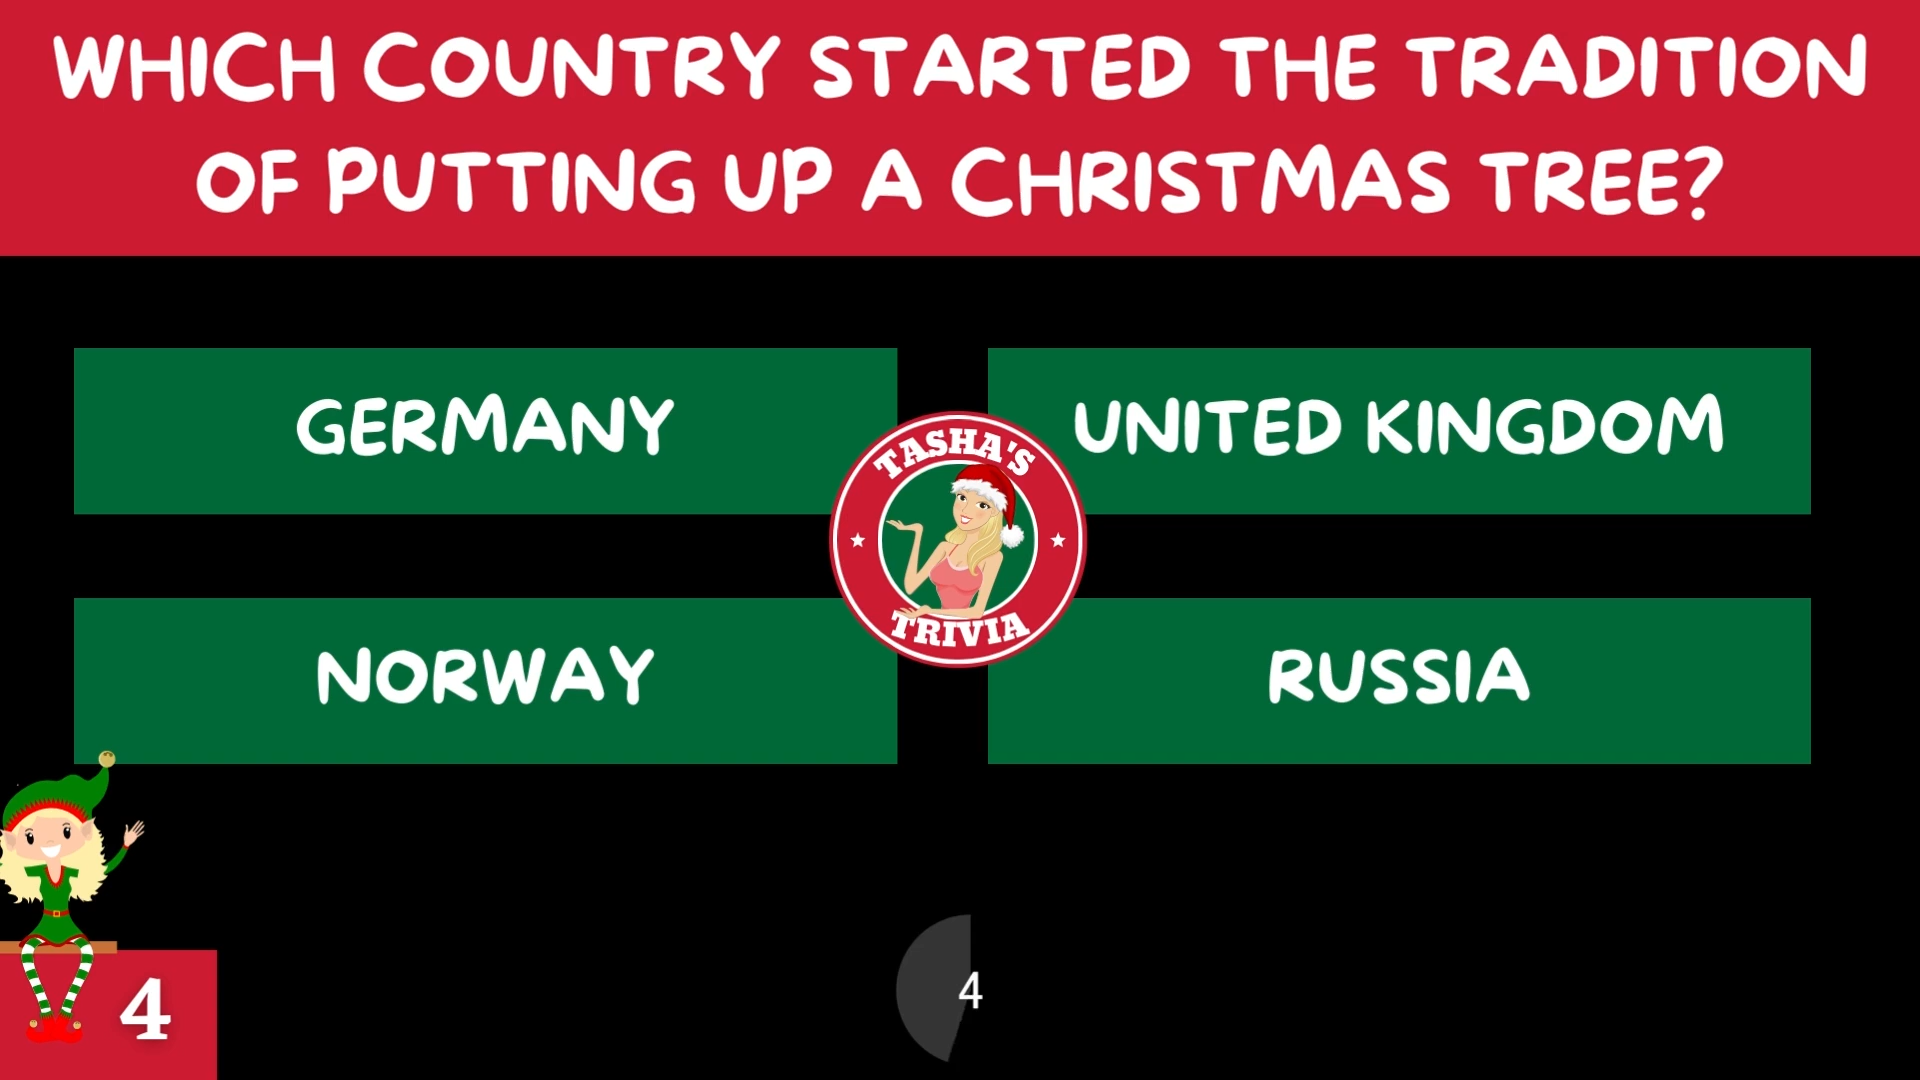 WHICH COUNTRY STARTED THE TRADITION
OF PUTTING UP A CHRISTMAS TREE?
GERMANY
UNITED KINGDOM
TASHA'S
TRIVIA
NORWAY
RUSSIA
4
4